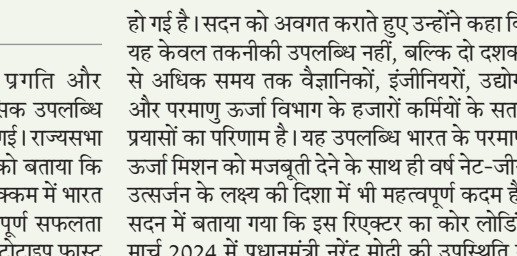 प्रगति और
उपलब्धि
गई। राज्यसभा
को बताया कि
में भारत
पूर्ण सफलता
फास्ट
हो गई है। सदन को अवगत कराते हुए उन्होंने कहा
यह केवल तकनीकी उपलब्धि नहीं, बल्कि दो
से अधिक समय तक वैज्ञानिकों, इंजीनियरों,
और परमाणु ऊर्जा विभाग के हजारों कर्मियों के
प्रयासों का परिणाम है। यह उपलब्धि भारत के
ऊर्जा मिशन को मजबूती देने के साथ ही वर्ष
उत्सर्जन के लक्ष्य की दिशा में भी महत्वपूर्ण कदम
सदन में बताया गया कि इस रिएक्टर का कोर
मार्च 2024 में प्रधानमंत्री नरेंद्र मोदी की उपस्थिति